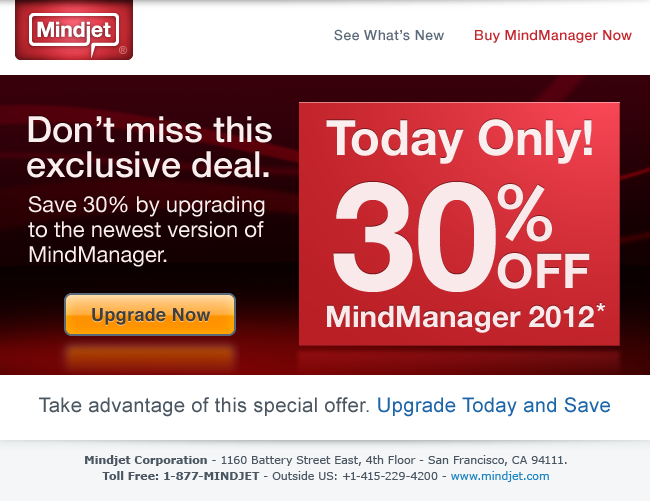 Mindjet®
See What's New
Buy MindManager Now
Don't miss this
exclusive deal.
Save 30% by upgrading
to the newest version of
MindManager.
Upgrade Now
Today Only!
30% OFF
MindManager 2012*
Take advantage of this special offer. Upgrade Today and Save
Mindjet Corporation - 1160 Battery Street East, 4th Floor - San Francisco, CA 94111.
Toll Free: 1-877-MINDJET - Outside US: +1-415-229-4200 - www.mindjet.com